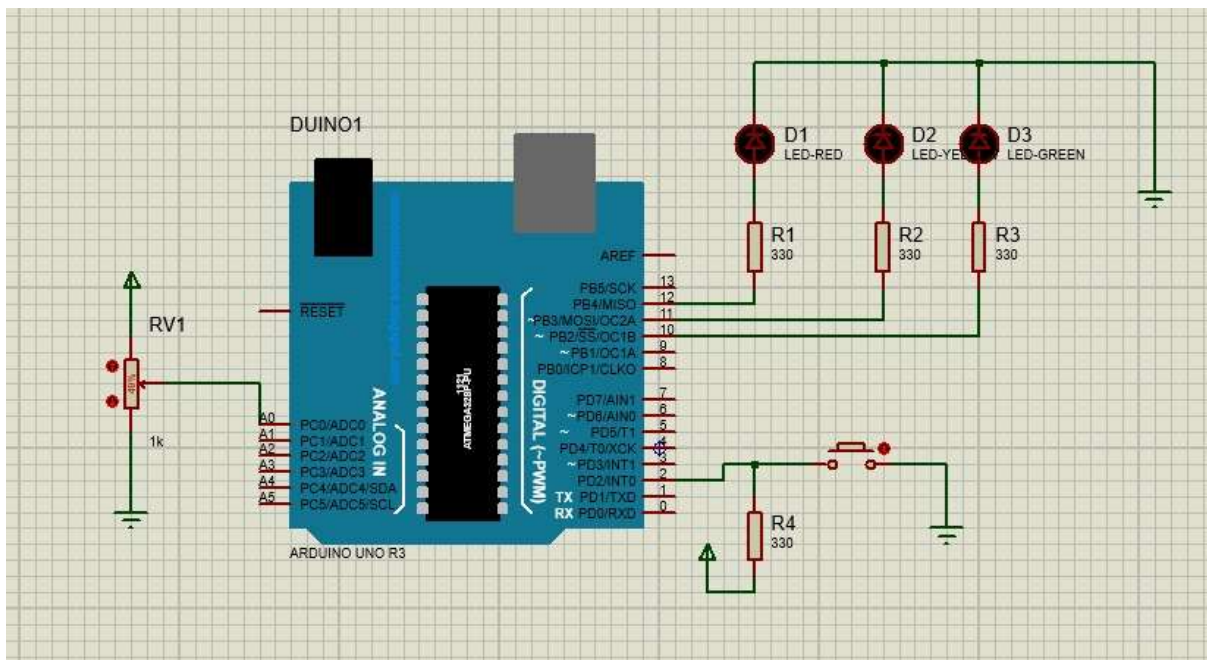 DUINO1
D1
LED-RED
D2
D3
LED-GREEN
R1
330
R2
330
R3
330
RV1
49%
1k
RESET
AREF
PB5/SCK 13
PB4/MISO 12
~PB3/MOSI/OC2A 11
~ PB2/SS/OC1B 10
~ PB1/OC1A 9
PB0/ICP1/CLKO 8
PD7/AIN1 7
~ PD6/AIN0 6
~ PD5/T1 5
PD4/T0/XCK 4
~ PD3/INT1 3
PD2/INT0 2
TX PD1/TXD 1
RX PD0/RXD 0
DIGITAL (~PWM)
ANALOG IN
1121
ATMEGA328P-PU
A0 PC0/ADC0
A1 PC1/ADC1
A2 PC2/ADC2
A3 PC3/ADC3
A4 PC4/ADC4/SDA
A5 PC5/ADC5/SCL
ARDUINO UNO R3
R4
330